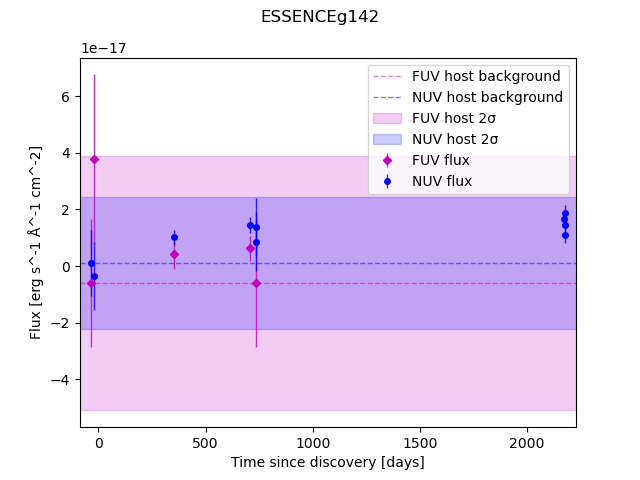 ESSENCEg142
1e−17
FUV host background
NUV host background
FUV host 2σ
NUV host 2σ
FUV flux
NUV flux
6
4
2
0
−2
−4
Flux [erg s^-1 Å^-1 cm^-2]
0 500 1000 1500 2000
Time since discovery [days]